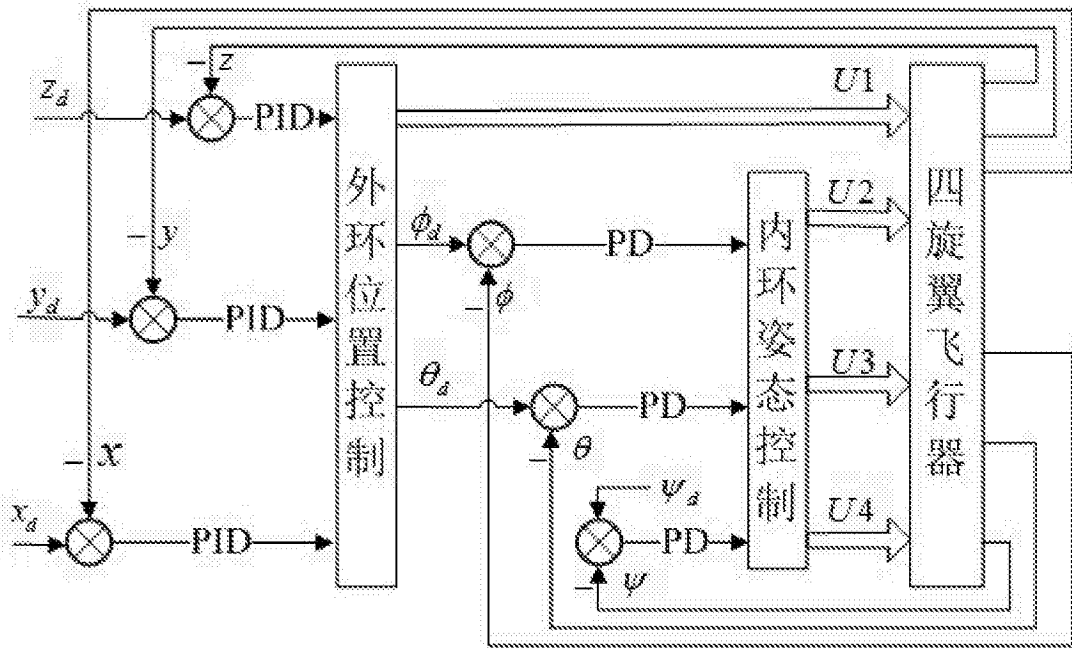 z_d
− z
PID
U1
外环位置控制
四旋翼飞行器
− y
y_d
PID
ϕ_d
PD
U2
− ϕ
内环姿态控制
θ_d
PD
U3
− θ
− x
x_d
PID
ψ_d
PD
U4
− ψ